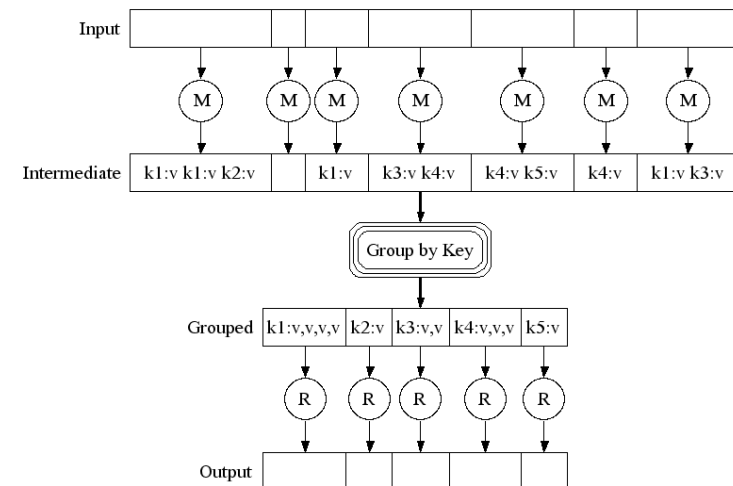 Input
M M M M M M M
Intermediate k1:v k1:v k2:v k1:v k3:v k4:v k4:v k5:v k4:v k1:v k3:v
Group by Key
Grouped k1:v,v,v,v k2:v k3:v,v k4:v,v,v k5:v
R R R R R
Output